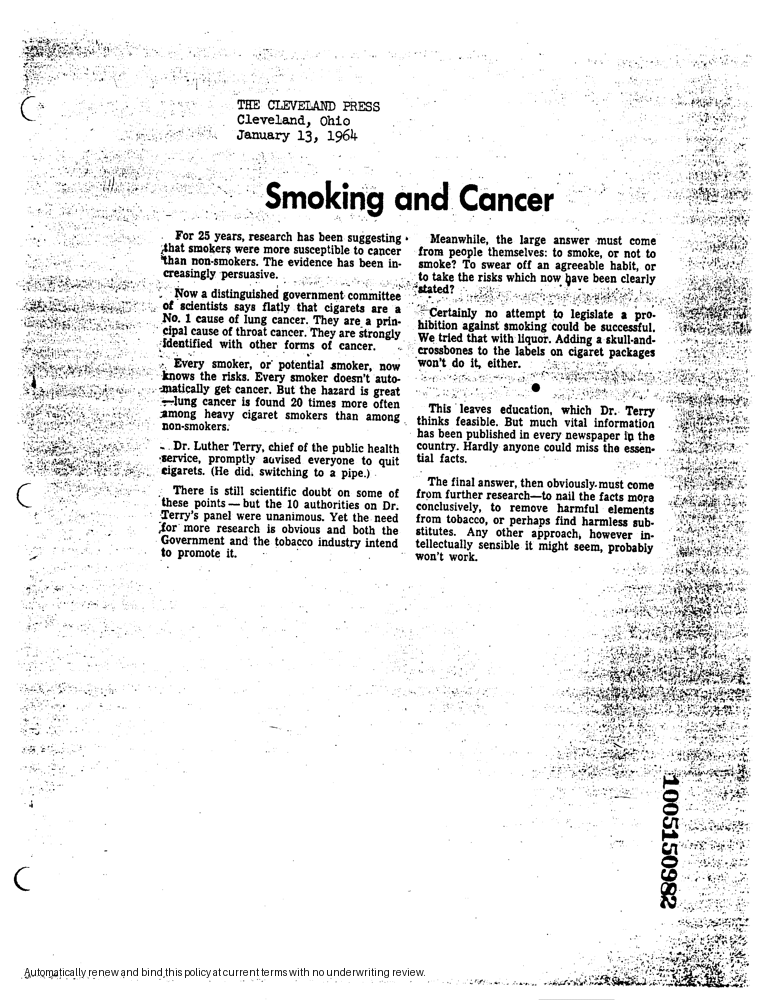 THE CLEVELAND PRESS
Cleveland, Ohio
January 13, 1964
Smoking and Cancer
For 25 years, research has been suggesting
that smokers were more susceptible to cancer
than non-smokers. The evidence has been in-
creasingly persuasive.
Now a distinguished government committee
of scientists says flatly that cigarets are a
No. 1 cause of lung cancer. They are a prin-
cipal cause of throat cancer. They are strongly
identified with other forms of cancer.
Every smoker, or potential smoker, now
knows the risks. Every smoker doesn't auto-
matically get cancer. But the hazard is great
—lung cancer is found 20 times more often
among heavy cigaret smokers than among
non-smokers.
Dr. Luther Terry, chief of the public health
service, promptly advised everyone to quit
cigarets. (He did, switching to a pipe.)
There is still scientific doubt on some of
these points — but the 10 authorities on Dr.
Terry's panel were unanimous. Yet the need
for more research is obvious and both the
Government and the tobacco industry intend
to promote it.
Meanwhile, the large answer must come
from people themselves: to smoke, or not to
smoke? To swear off an agreeable habit, or
to take the risks which now have been clearly
stated?
Certainly no attempt to legislate a pro-
hibition against smoking could be successful.
We tried that with liquor. Adding a skull-and-
crossbones to the labels on cigaret packages
won't do it, either.
●
This leaves education, which Dr. Terry
thinks feasible. But much vital information
has been published in every newspaper in the
country. Hardly anyone could miss the essen-
tial facts.
The final answer, then obviously must come
from further research—to nail the facts more
conclusively, to remove harmful elements
from tobacco, or perhaps find harmless sub-
stitutes. Any other approach, however in-
tellectually sensible it might seem, probably
won't work.
1005150982
Automatically renew and bind this policy at current terms with no underwriting review.